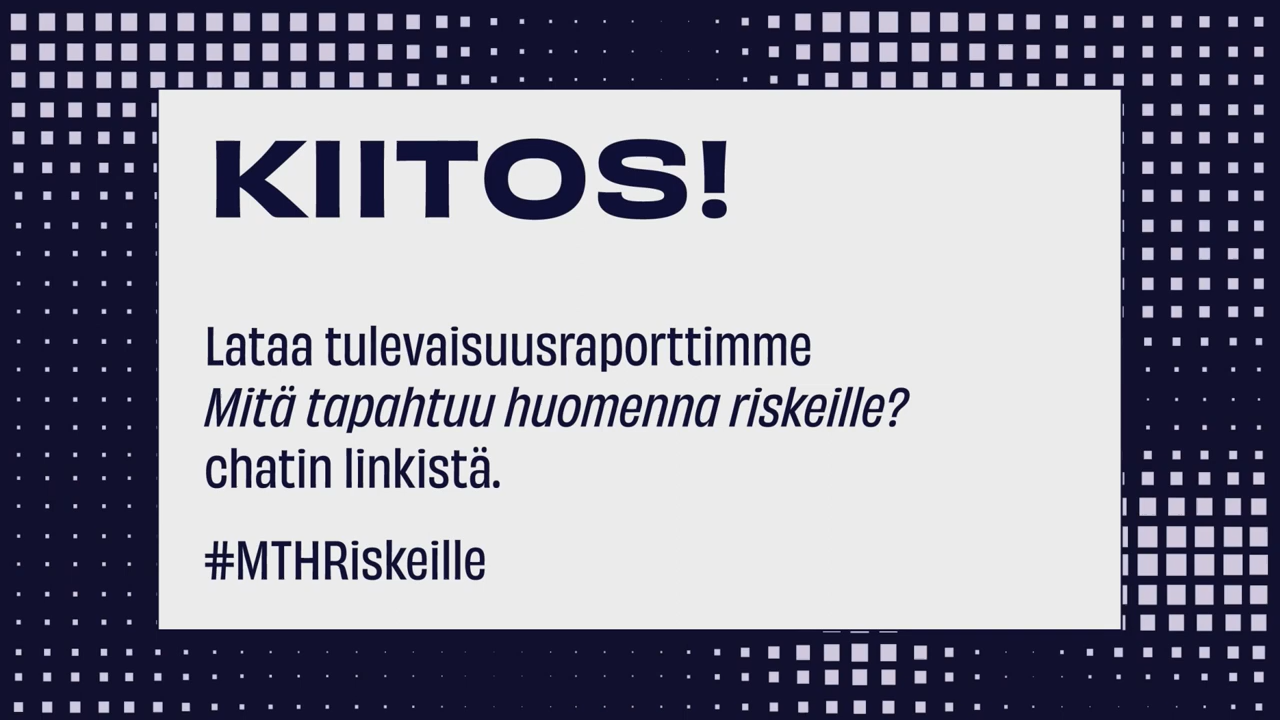 KIITOS!
Lataa tulevaisuusraporttimme
Mitä tapahtuu huomenna riskeille?
chatin linkistä.
#MTHRiskeille